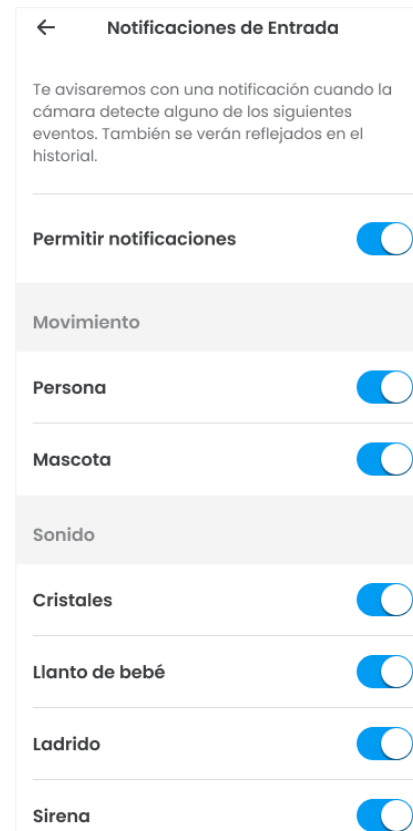 Notificaciones de Entrada
Te avisaremos con una notificación cuando la
cámara detecte alguno de los siguientes
eventos. También se verán reflejados en el
historial.
Permitir notificaciones
Movimiento
Persona
Mascota
Sonido
Cristales
Llanto de bebé
Ladrido
Sirena